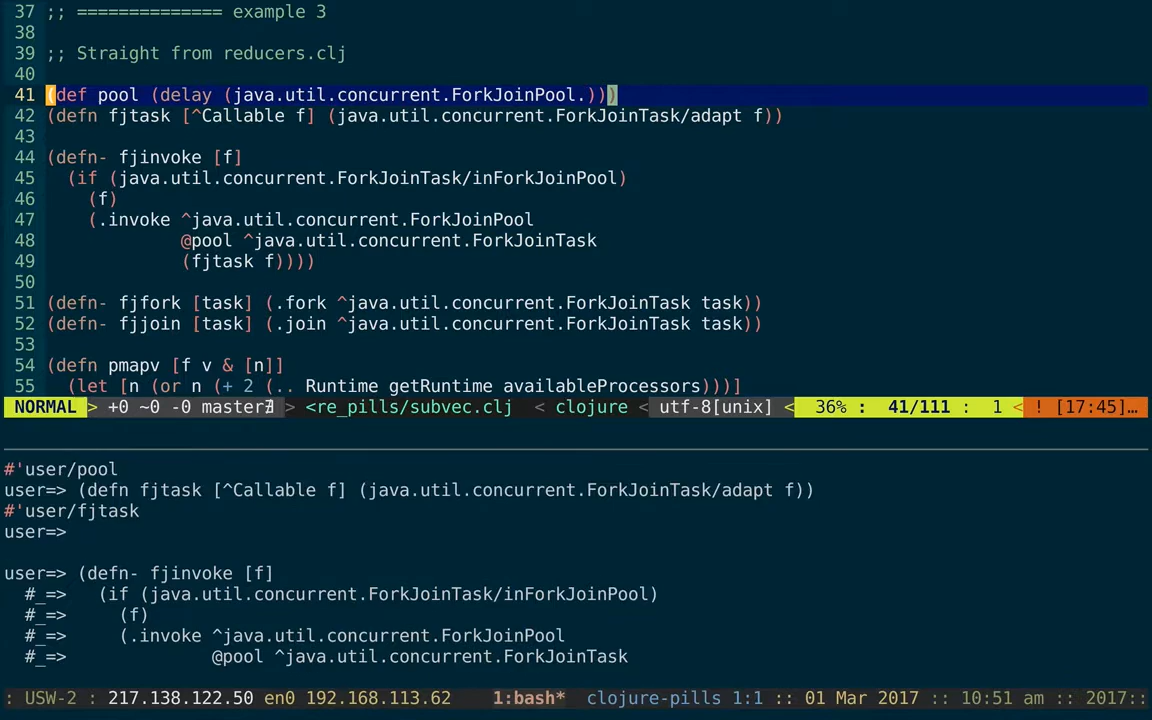 37 ;; ============== example 3
38
39 ;; Straight from reducers.clj
40
41 (def pool (delay (java.util.concurrent.ForkJoinPool.)))
42 (defn fjtask [^Callable f] (java.util.concurrent.ForkJoinTask/adapt f))
43
44 (defn- fjinvoke [f]
45   (if (java.util.concurrent.ForkJoinTask/inForkJoinPool)
46     (f)
47     (.invoke ^java.util.concurrent.ForkJoinPool
48              @pool ^java.util.concurrent.ForkJoinTask
49              (fjtask f))))
50
51 (defn- fjfork [task] (.fork ^java.util.concurrent.ForkJoinTask task))
52 (defn- fjjoin [task] (.join ^java.util.concurrent.ForkJoinTask task))
53
54 (defn pmapv [f v & [n]]
55   (let [n (or n (+ 2 (.. Runtime getRuntime availableProcessors)))]
NORMAL > +0 ~0 -0 master∄ > <re_pills/subvec.clj < clojure < utf-8[unix] < 36% : 41/111 : 1 < ! [17:45]…
#'user/pool
user=> (defn fjtask [^Callable f] (java.util.concurrent.ForkJoinTask/adapt f))
#'user/fjtask
user=>
user=> (defn- fjinvoke [f]
  #_=>   (if (java.util.concurrent.ForkJoinTask/inForkJoinPool)
  #_=>     (f)
  #_=>     (.invoke ^java.util.concurrent.ForkJoinPool
  #_=>              @pool ^java.util.concurrent.ForkJoinTask
: USW-2 : 217.138.122.50 en0 192.168.113.62 1:bash* clojure-pills 1:1 :: 01 Mar 2017 :: 10:51 am :: 2017::